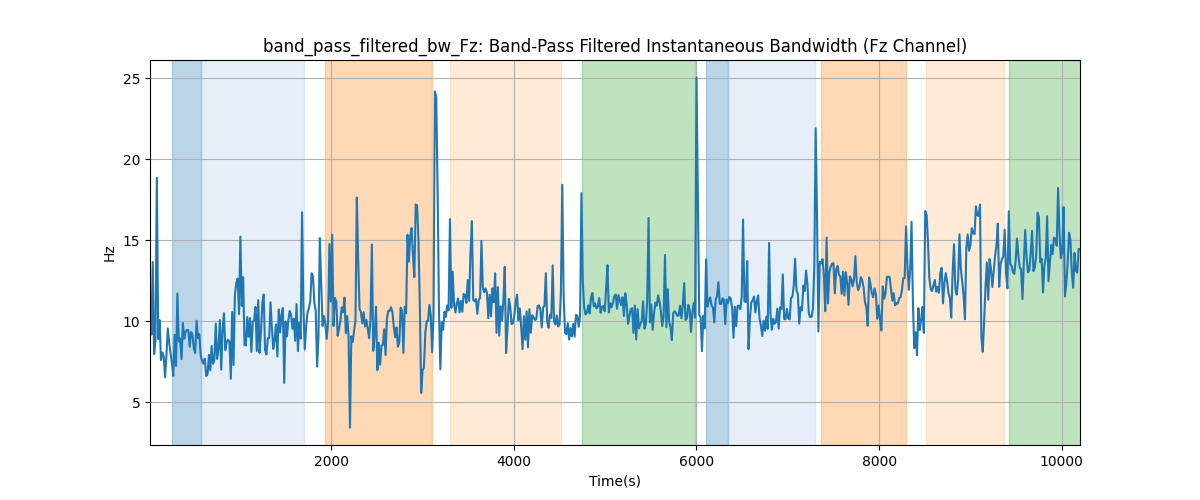 band_pass_filtered_bw_Fz: Band-Pass Filtered Instantaneous Bandwidth (Fz Channel)
25
20
15
10
5
Hz
2000 4000 6000 8000 10000
Time(s)